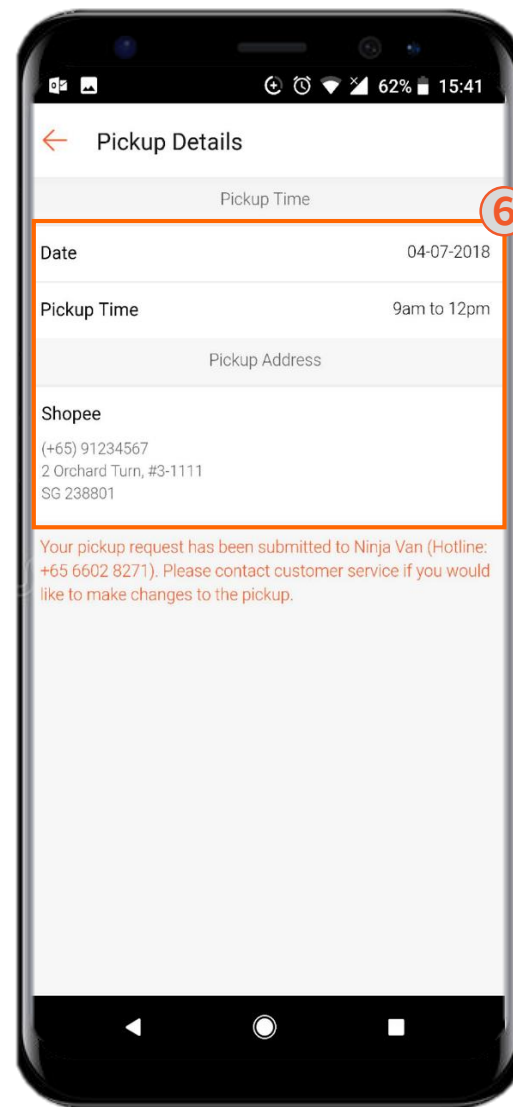 62% 15:41
Pickup Details
Pickup Time
6
Date 04-07-2018
Pickup Time 9am to 12pm
Pickup Address
Shopee
(+65) 91234567
2 Orchard Turn, #3-1111
SG 238801
Your pickup request has been submitted to Ninja Van (Hotline:
+65 6602 8271). Please contact customer service if you would
like to make changes to the pickup.